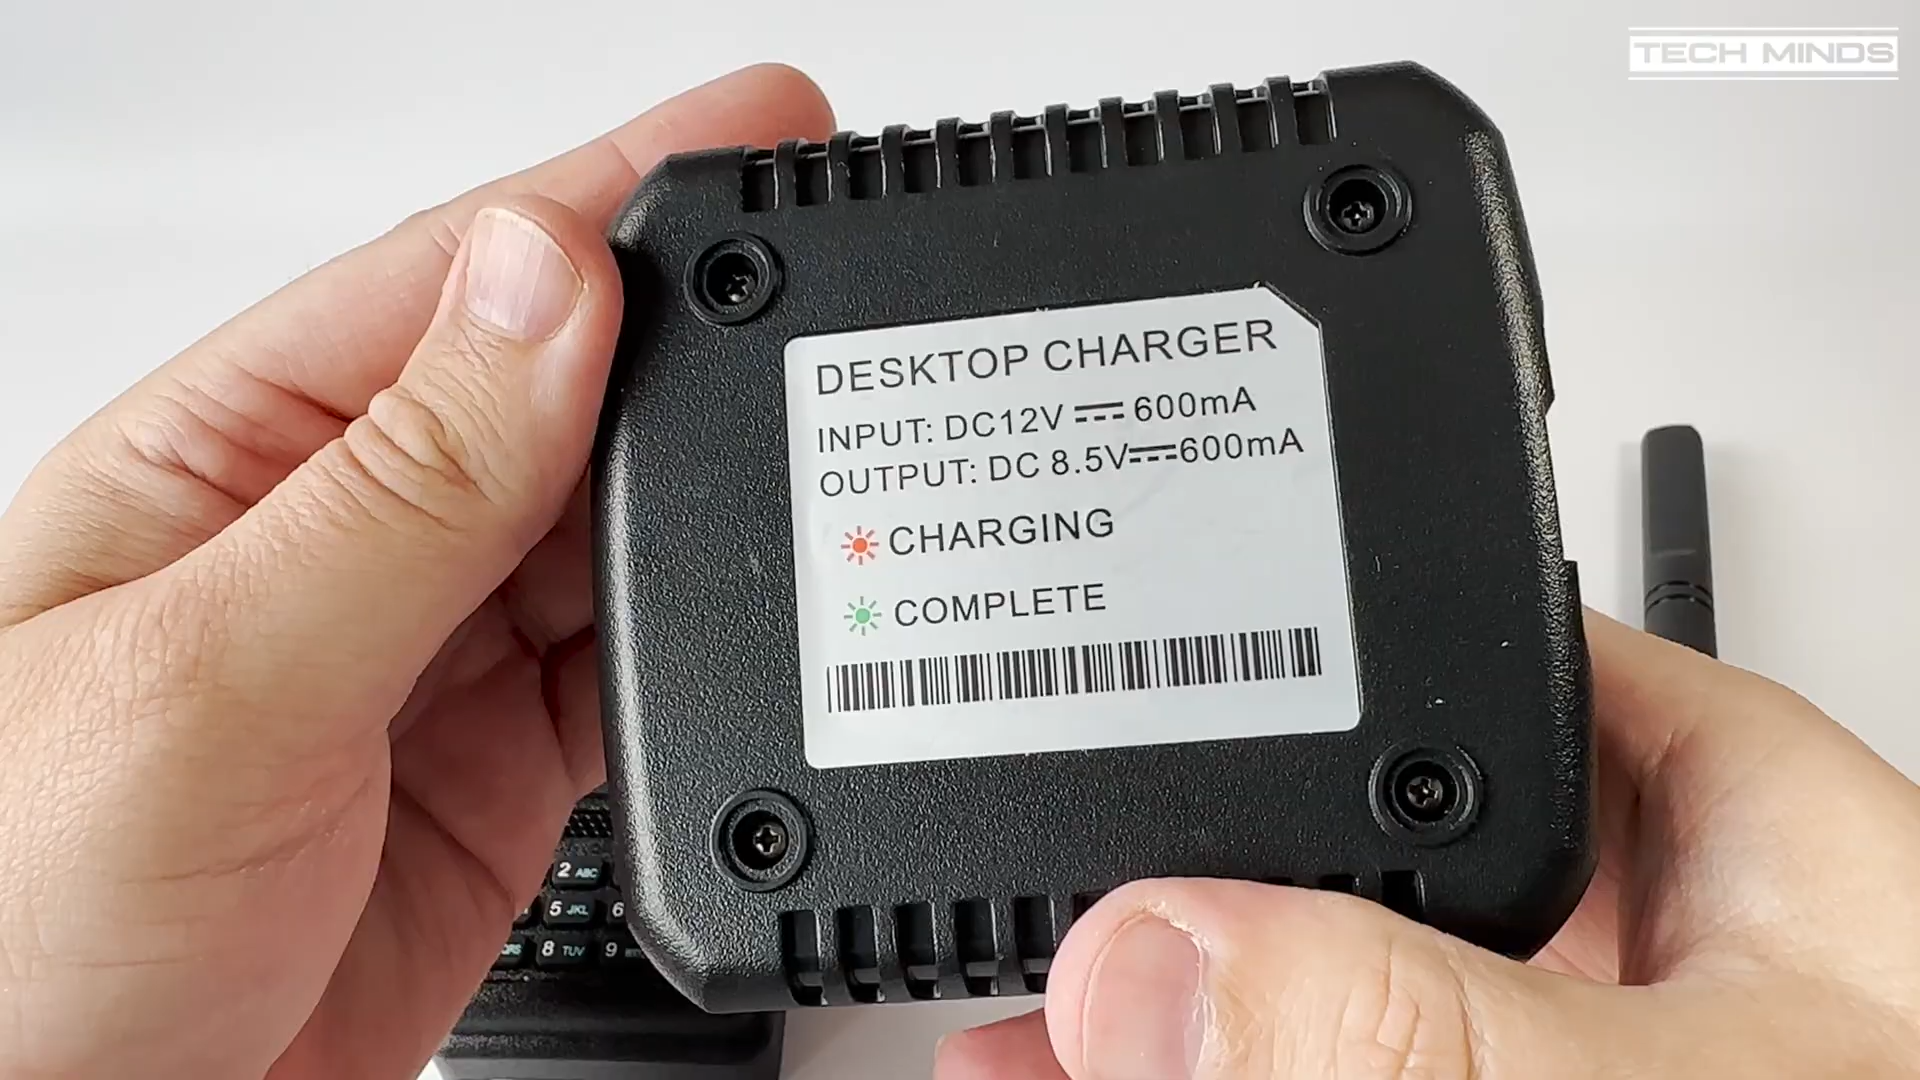 TECH MINDS
DESKTOP CHARGER
INPUT: DC12V ⎓ 600mA
OUTPUT: DC 8.5V⎓600mA
CHARGING
COMPLETE
2 ABC
5 JKL 6
8 TUV 9